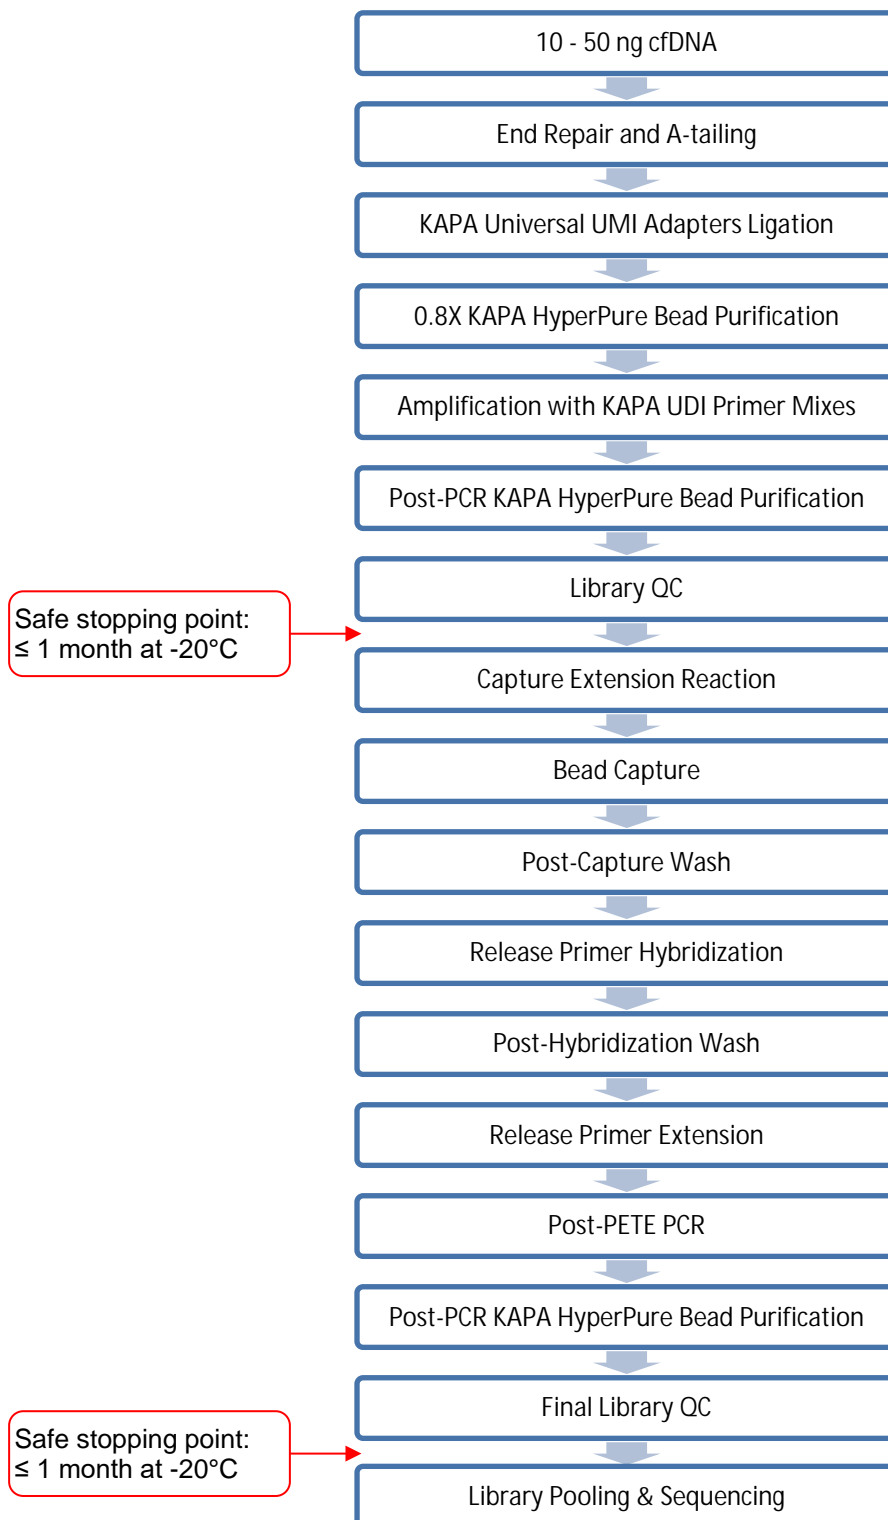 10 - 50 ng cfDNA
End Repair and A-tailing
KAPA Universal UMI Adapters Ligation
0.8X KAPA HyperPure Bead Purification
Amplification with KAPA UDI Primer Mixes
Post-PCR KAPA HyperPure Bead Purification
Library QC
Safe stopping point:
≤ 1 month at -20°C
Capture Extension Reaction
Bead Capture
Post-Capture Wash
Release Primer Hybridization
Post-Hybridization Wash
Release Primer Extension
Post-PETE PCR
Post-PCR KAPA HyperPure Bead Purification
Final Library QC
Safe stopping point:
≤ 1 month at -20°C
Library Pooling & Sequencing